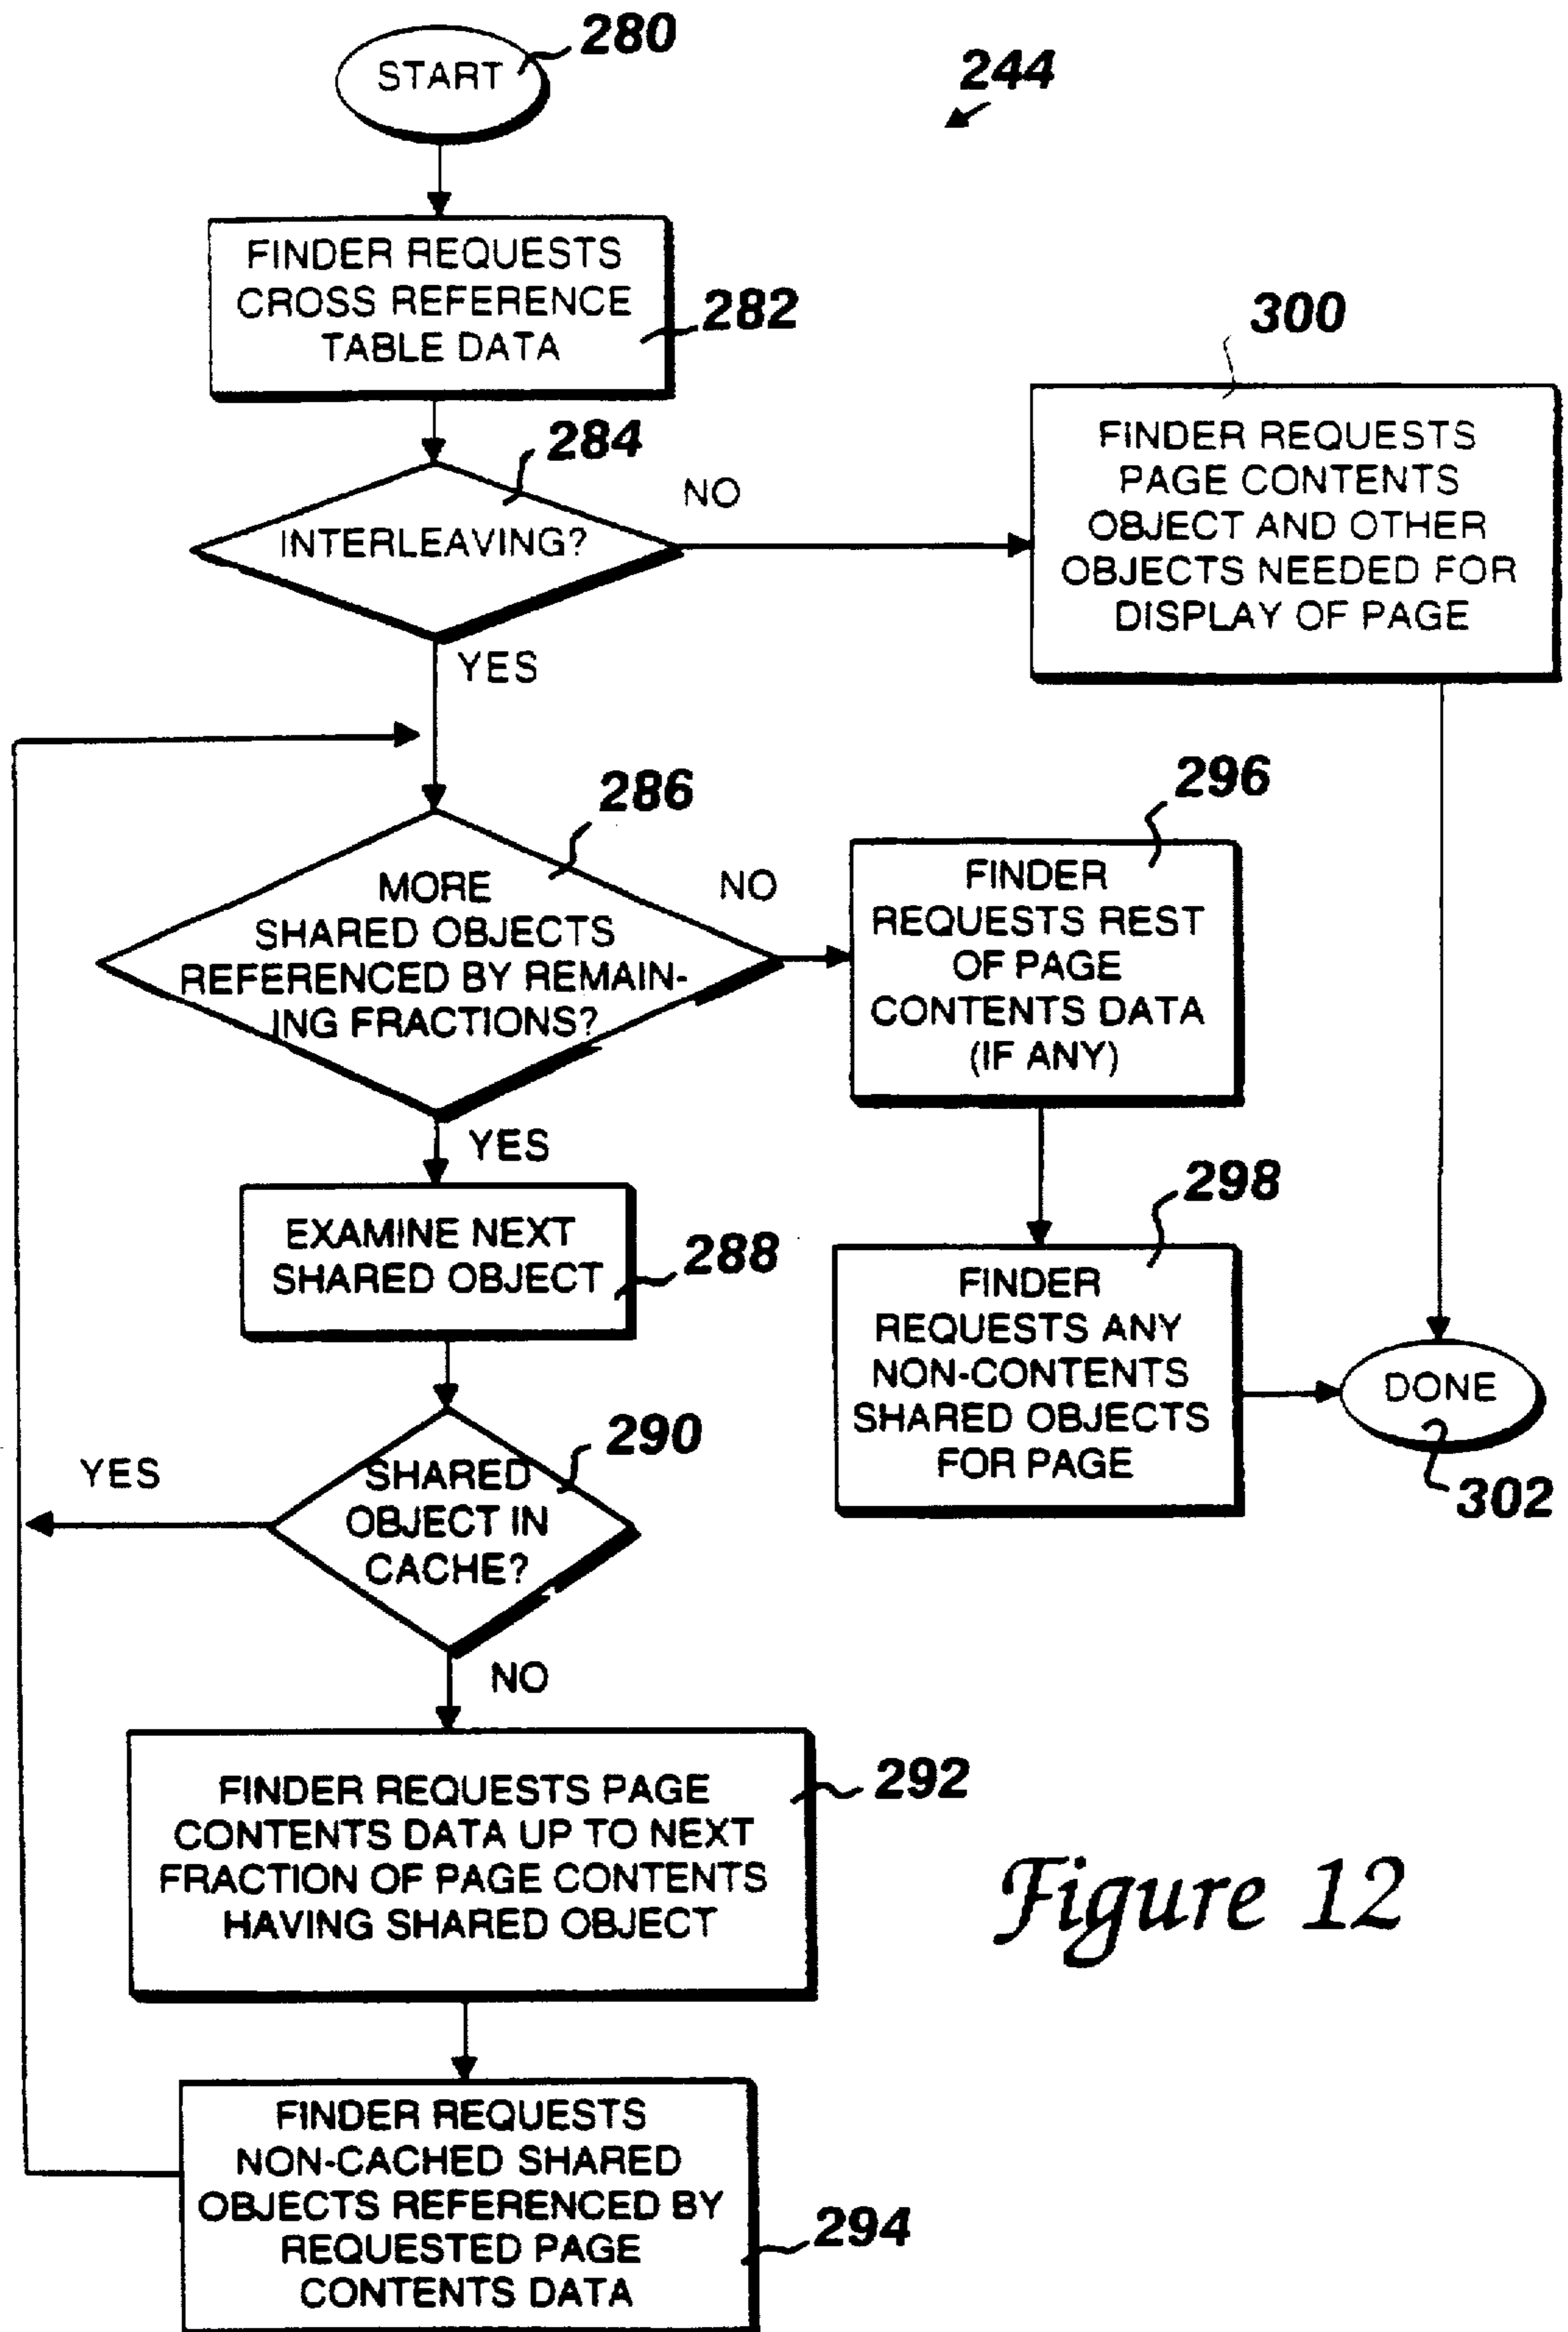 START
280
244
FINDER REQUESTS
CROSS REFERENCE
TABLE DATA
282
284
INTERLEAVING?
NO
YES
300
FINDER REQUESTS
PAGE CONTENTS
OBJECT AND OTHER
OBJECTS NEEDED FOR
DISPLAY OF PAGE
286
MORE
SHARED OBJECTS
REFERENCED BY REMAIN-
ING FRACTIONS?
NO
YES
296
FINDER
REQUESTS REST
OF PAGE
CONTENTS DATA
(IF ANY)
EXAMINE NEXT
SHARED OBJECT
288
298
FINDER
REQUESTS ANY
NON-CONTENTS
SHARED OBJECTS
FOR PAGE
DONE
302
290
SHARED
OBJECT IN
CACHE?
YES
NO
FINDER REQUESTS PAGE
CONTENTS DATA UP TO NEXT
FRACTION OF PAGE CONTENTS
HAVING SHARED OBJECT
292
FINDER REQUESTS
NON-CACHED SHARED
OBJECTS REFERENCED BY
REQUESTED PAGE
CONTENTS DATA
294
Figure 12